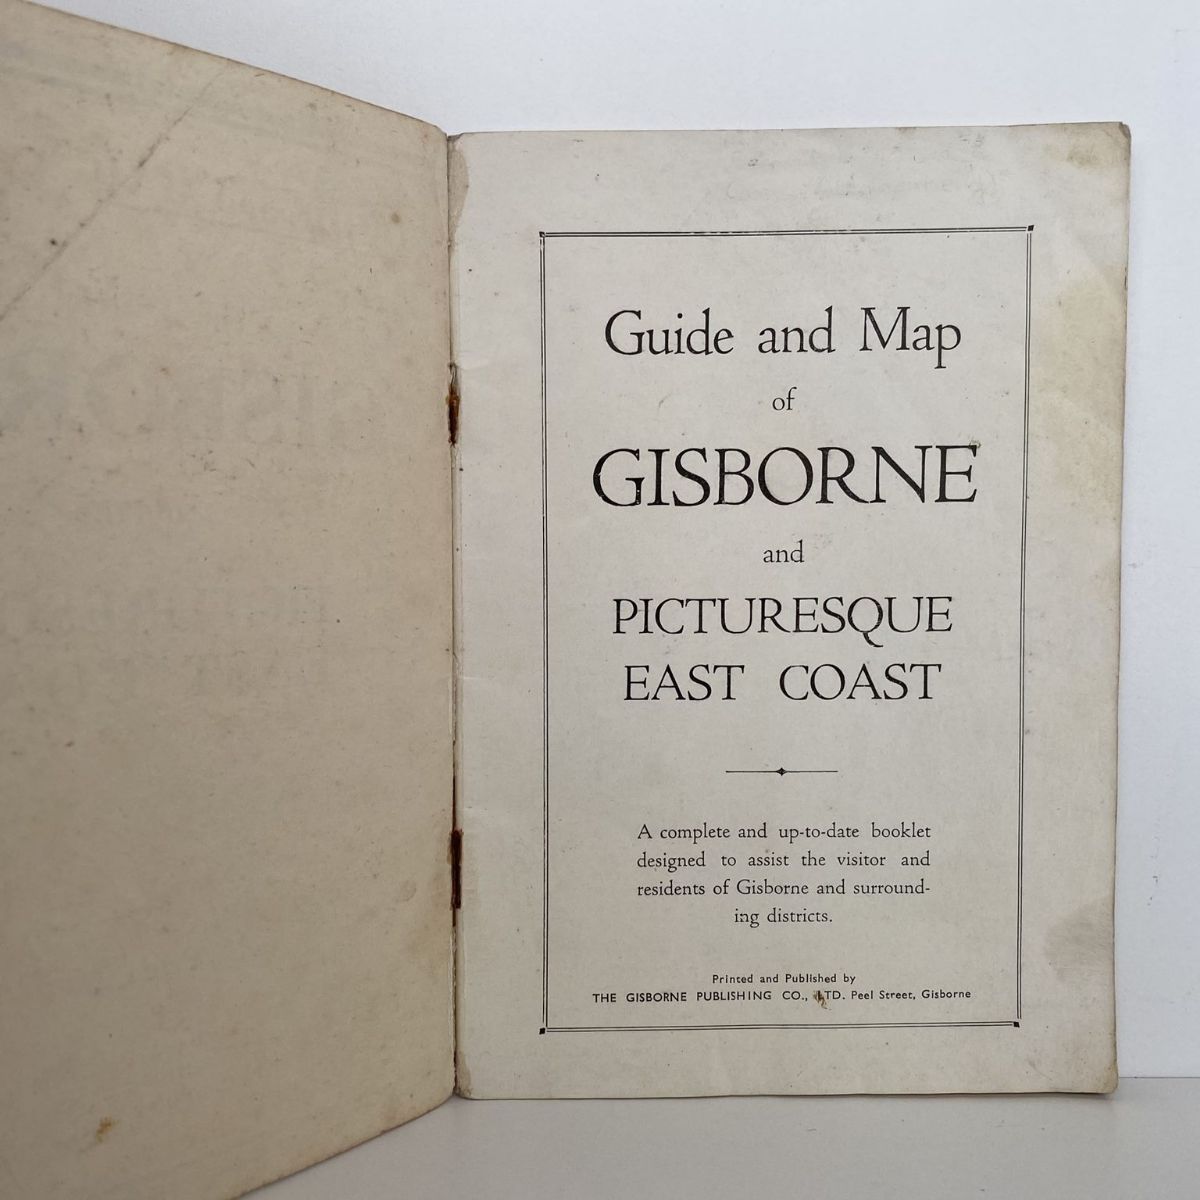 Guide and Map
of
GISBORNE
and
PICTURESQUE
EAST COAST
A complete and up-to-date booklet
designed to assist the visitor and
residents of Gisborne and surround-
ing districts.
Printed and Published by
THE GISBORNE PUBLISHING CO., LTD. Peel Street, Gisborne